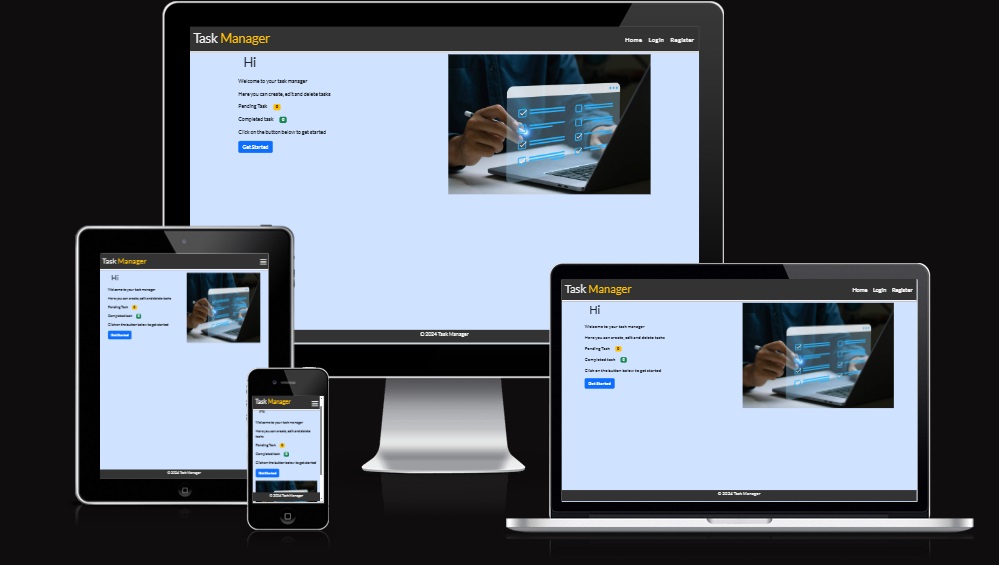 Task Manager
Home Login Register
Hi
Welcome to your task manager
Here you can create, edit and delete tasks
Pending Task 0
Completed task 0
Click on the button below to get started
Get Started
© 2024 Task Manager
Task Manager
Hi
Welcome to your task manager
Here you can create, edit and delete tasks
Pending Task 0
Completed task 0
Click on the button below to get started
Get Started
© 2024 Task Manager
Task Manager
Hi
Welcome to your task manager
Here you can create, edit and delete
tasks
Pending Task 0
Completed task 0
Click on the button below to get started
Get Started
© 2024 Task Manager
Task Manager
Home Login Register
Hi
Welcome to your task manager
Here you can create, edit and delete tasks
Pending Task 0
Completed task 0
Click on the button below to get started
Get Started
© 2024 Task Manager